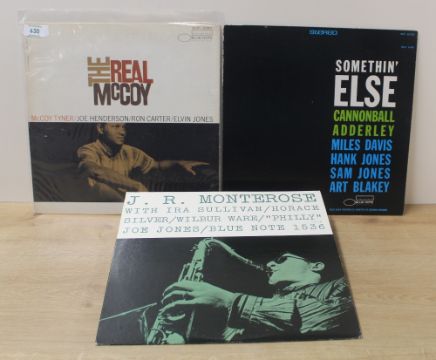 430
THE REAL
McCOY
McCOY TYNER/JOE HENDERSON/RON CARTER/ELVIN JONES
STEREO
SOMETHIN'
ELSE
CANNONBALL
ADDERLEY
MILES DAVIS
HANK JONES
SAM JONES
ART BLAKEY
J. R. MONTEROSE
WITH IRA SULLIVAN/HORACE
SILVER/WILBUR WARE/"PHILLY"
JOE JONES/BLUE NOTE 1536